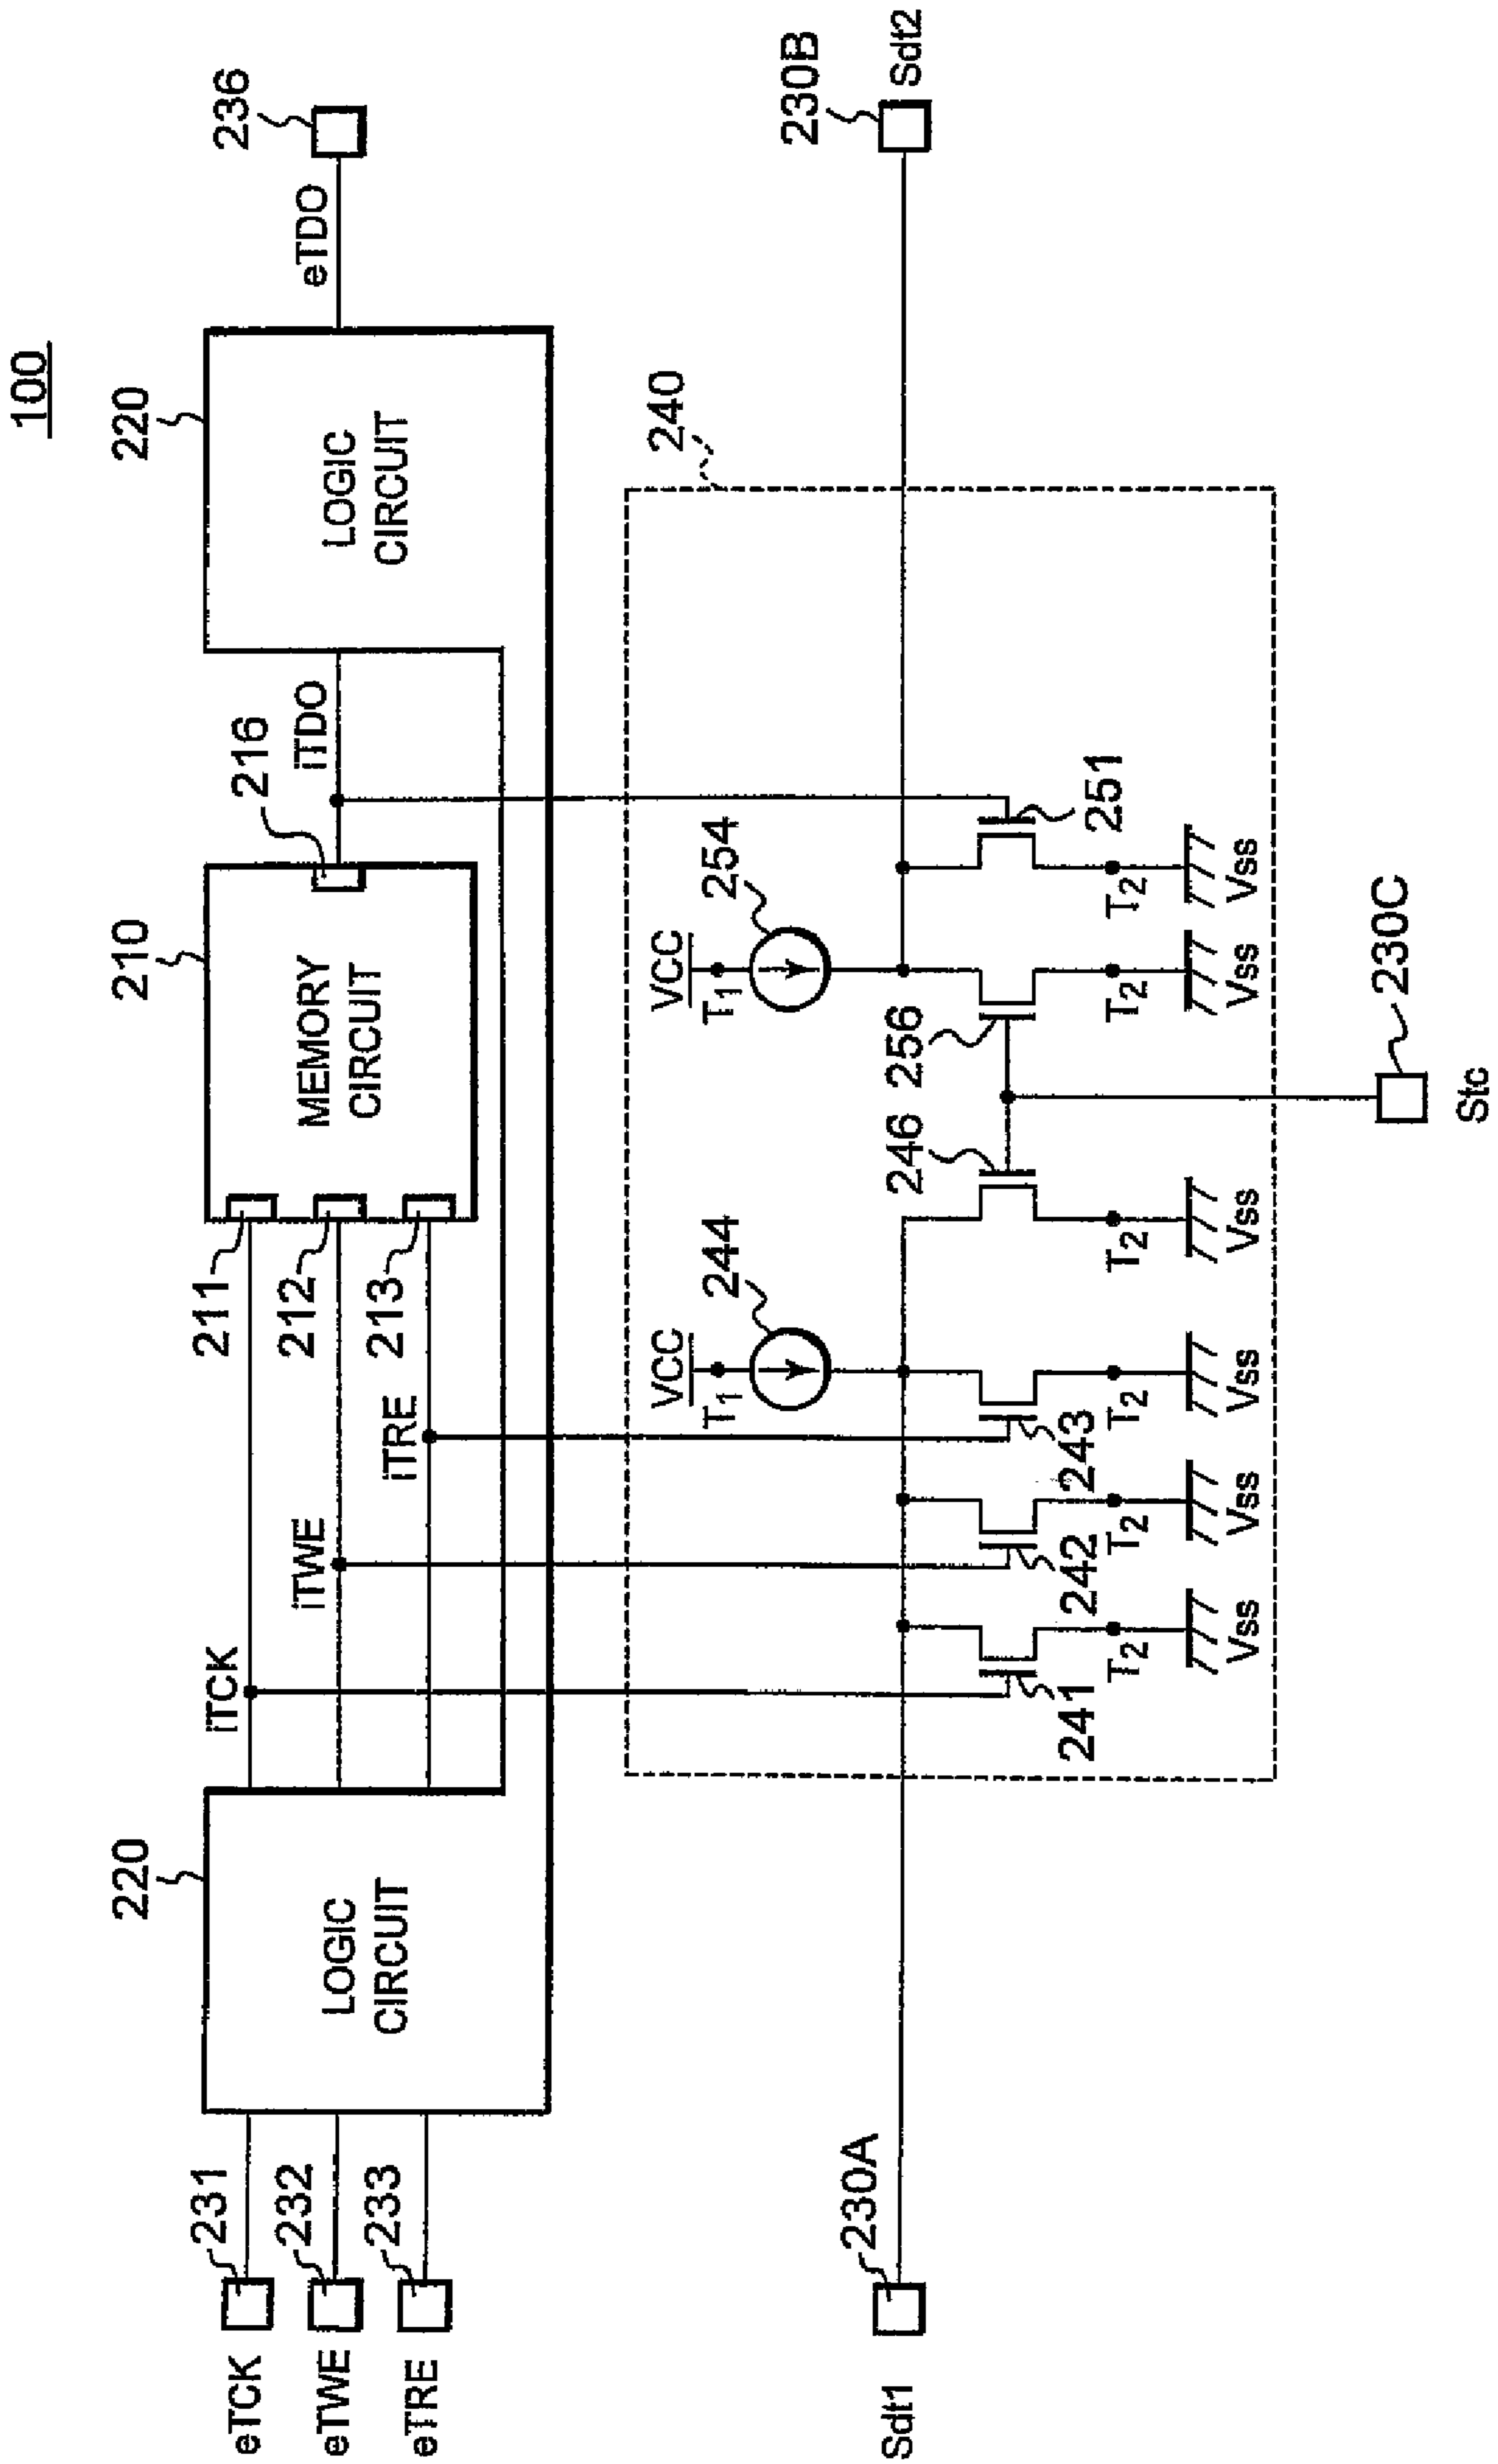 100
220
210
220
236
LOGIC
CIRCUIT
MEMORY
CIRCUIT
LOGIC
CIRCUIT
eTCK
231
iTCK
211
eTWE
232
iTWE
212
216
iTDO
eTDO
eTRE
233
iTRE
213
240
VCC
T1
244
VCC
T1
254
Sdt1
230A
230B
Sdt2
246
256
241
242
243
251
T2
T2
T2
T2
T2
T2
Vss
Vss
Vss
Vss
Vss
Vss
230C
Stc